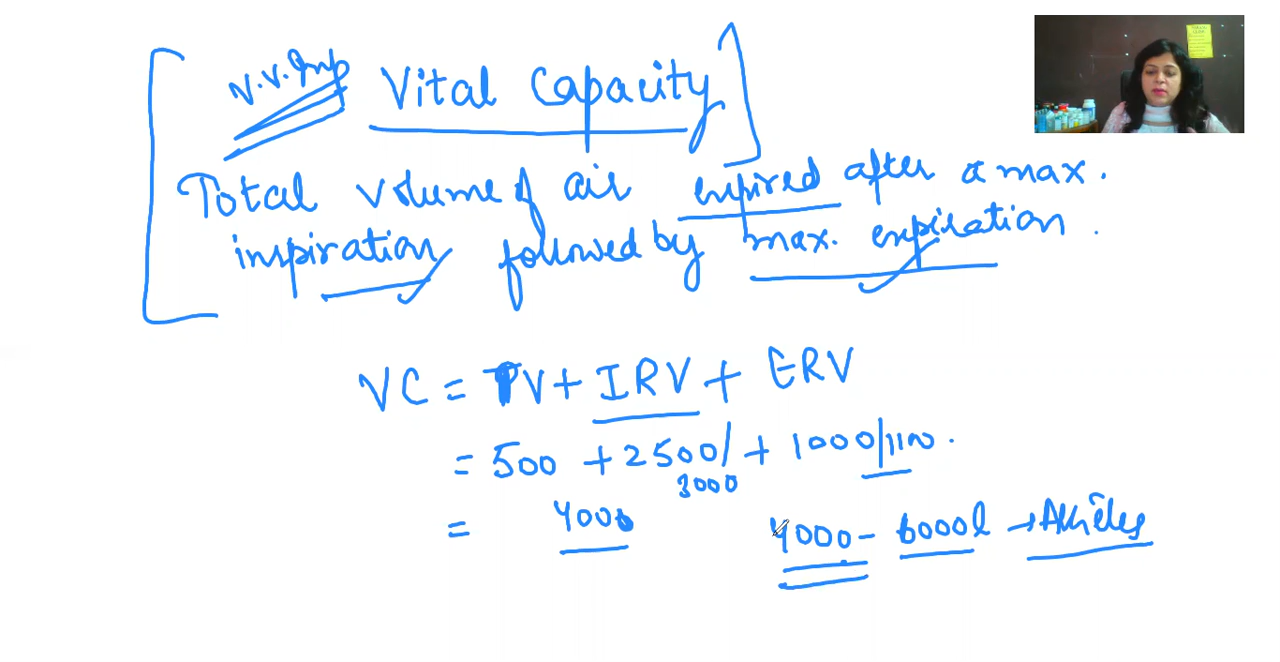 V.V. Imp Vital Capacity
Total volume of air expired after a max.
inspiration followed by max. expiration.
VC = TV + IRV + ERV
= 500 + 2500/ + 1000/1100.
3000
= 4000 4000 - 6000l → Athletes